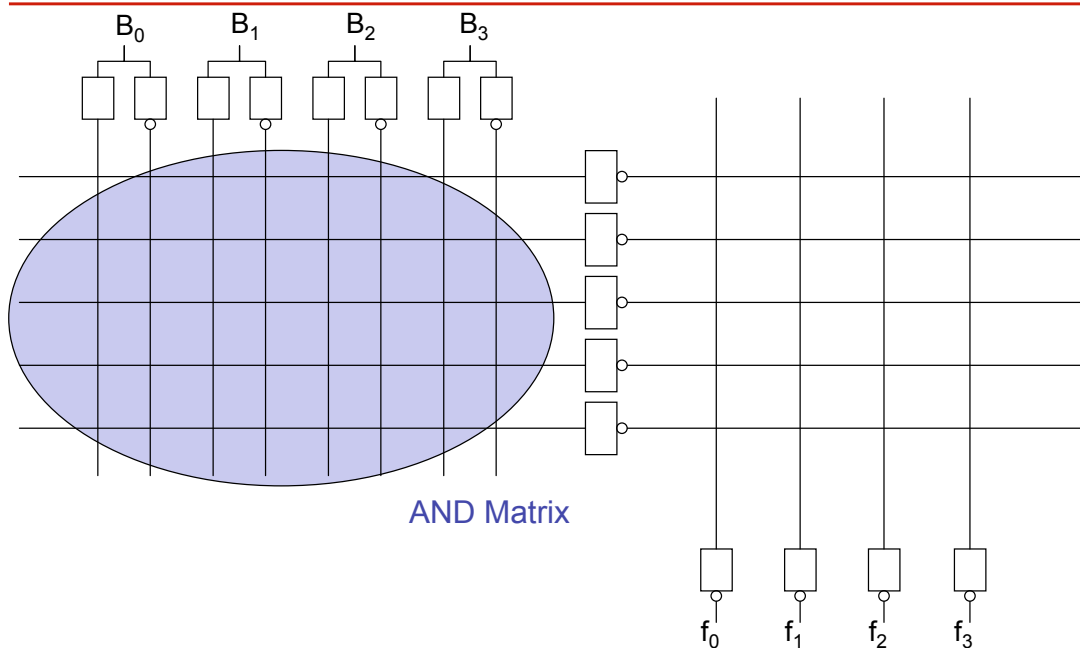 B₀ B₁ B₂ B₃
AND Matrix
f₀ f₁ f₂ f₃